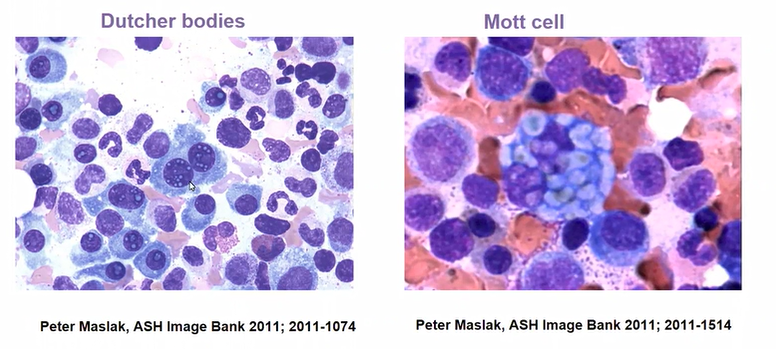 Dutcher bodies
Mott cell
Peter Maslak, ASH Image Bank 2011; 2011-1074
Peter Maslak, ASH Image Bank 2011; 2011-1514